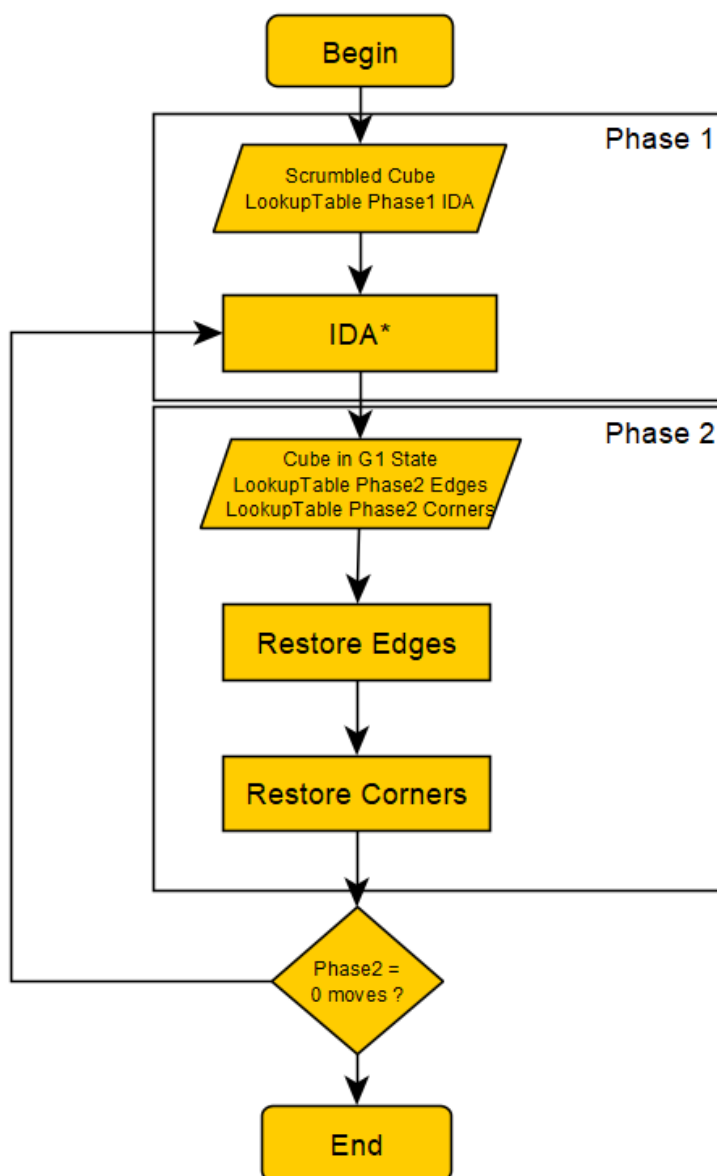 Begin
Phase 1
Scrumbled Cube
LookupTable Phase1 IDA
IDA*
Phase 2
Cube in G1 State
LookupTable Phase2 Edges
LookupTable Phase2 Corners
Restore Edges
Restore Corners
Phase2 =
0 moves ?
End